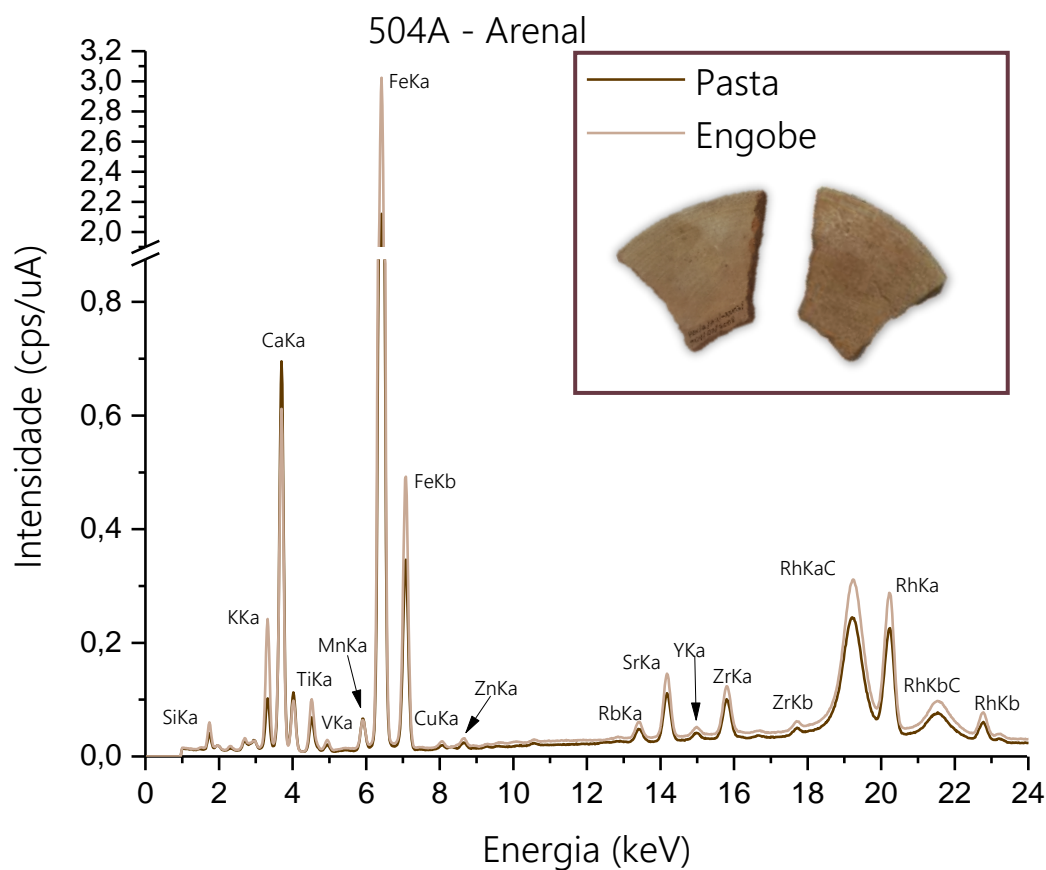 504A - Arenal
Pasta
Engobe
Intensidade (cps/uA)
3,2
3,0
2,8
2,6
2,4
2,2
2,0
0,8
0,6
0,4
0,2
0,0
FeKa
CaKa
FeKb
KKa
MnKa
TiKa
SiKa
VKa
CuKa
ZnKa
RbKa
SrKa
YKa
ZrKa
ZrKb
RhKaC
RhKa
RhKbC
RhKb
0 2 4 6 8 10 12 14 16 18 20 22 24
Energia (keV)